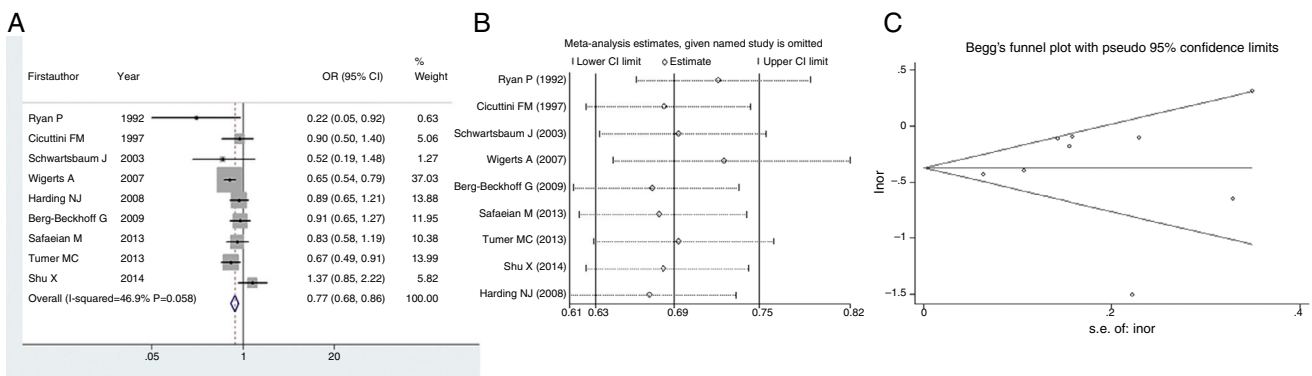 A
Firstauthor Year OR (95% CI) % Weight
Ryan P 1992 0.22 (0.05, 0.92) 0.63
Cicuttini FM 1997 0.90 (0.50, 1.40) 5.06
Schwartsbaum J 2003 0.52 (0.19, 1.48) 1.27
Wigerts A 2007 0.65 (0.54, 0.79) 37.03
Harding NJ 2008 0.89 (0.65, 1.21) 13.88
Berg-Beckhoff G 2009 0.91 (0.65, 1.27) 11.95
Safaeian M 2013 0.83 (0.58, 1.19) 10.38
Tumer MC 2013 0.67 (0.49, 0.91) 13.99
Shu X 2014 1.37 (0.85, 2.22) 5.82
Overall (I-squared=46.9% P=0.058) 0.77 (0.68, 0.86) 100.00
.05 1 20
B
Meta-analysis estimates, given named study is omitted
Lower CI limit Estimate Upper CI limit
Ryan P (1992)
Cicuttini FM (1997)
Schwartsbaum J (2003)
Wigerts A (2007)
Berg-Beckhoff G (2009)
Safaeian M (2013)
Tumer MC (2013)
Shu X (2014)
Harding NJ (2008)
0.61 0.63 0.69 0.75 0.82
C
Begg's funnel plot with pseudo 95% confidence limits
.5
0
−.5
−1
−1.5
lnor
0 .2 .4
s.e. of: inor